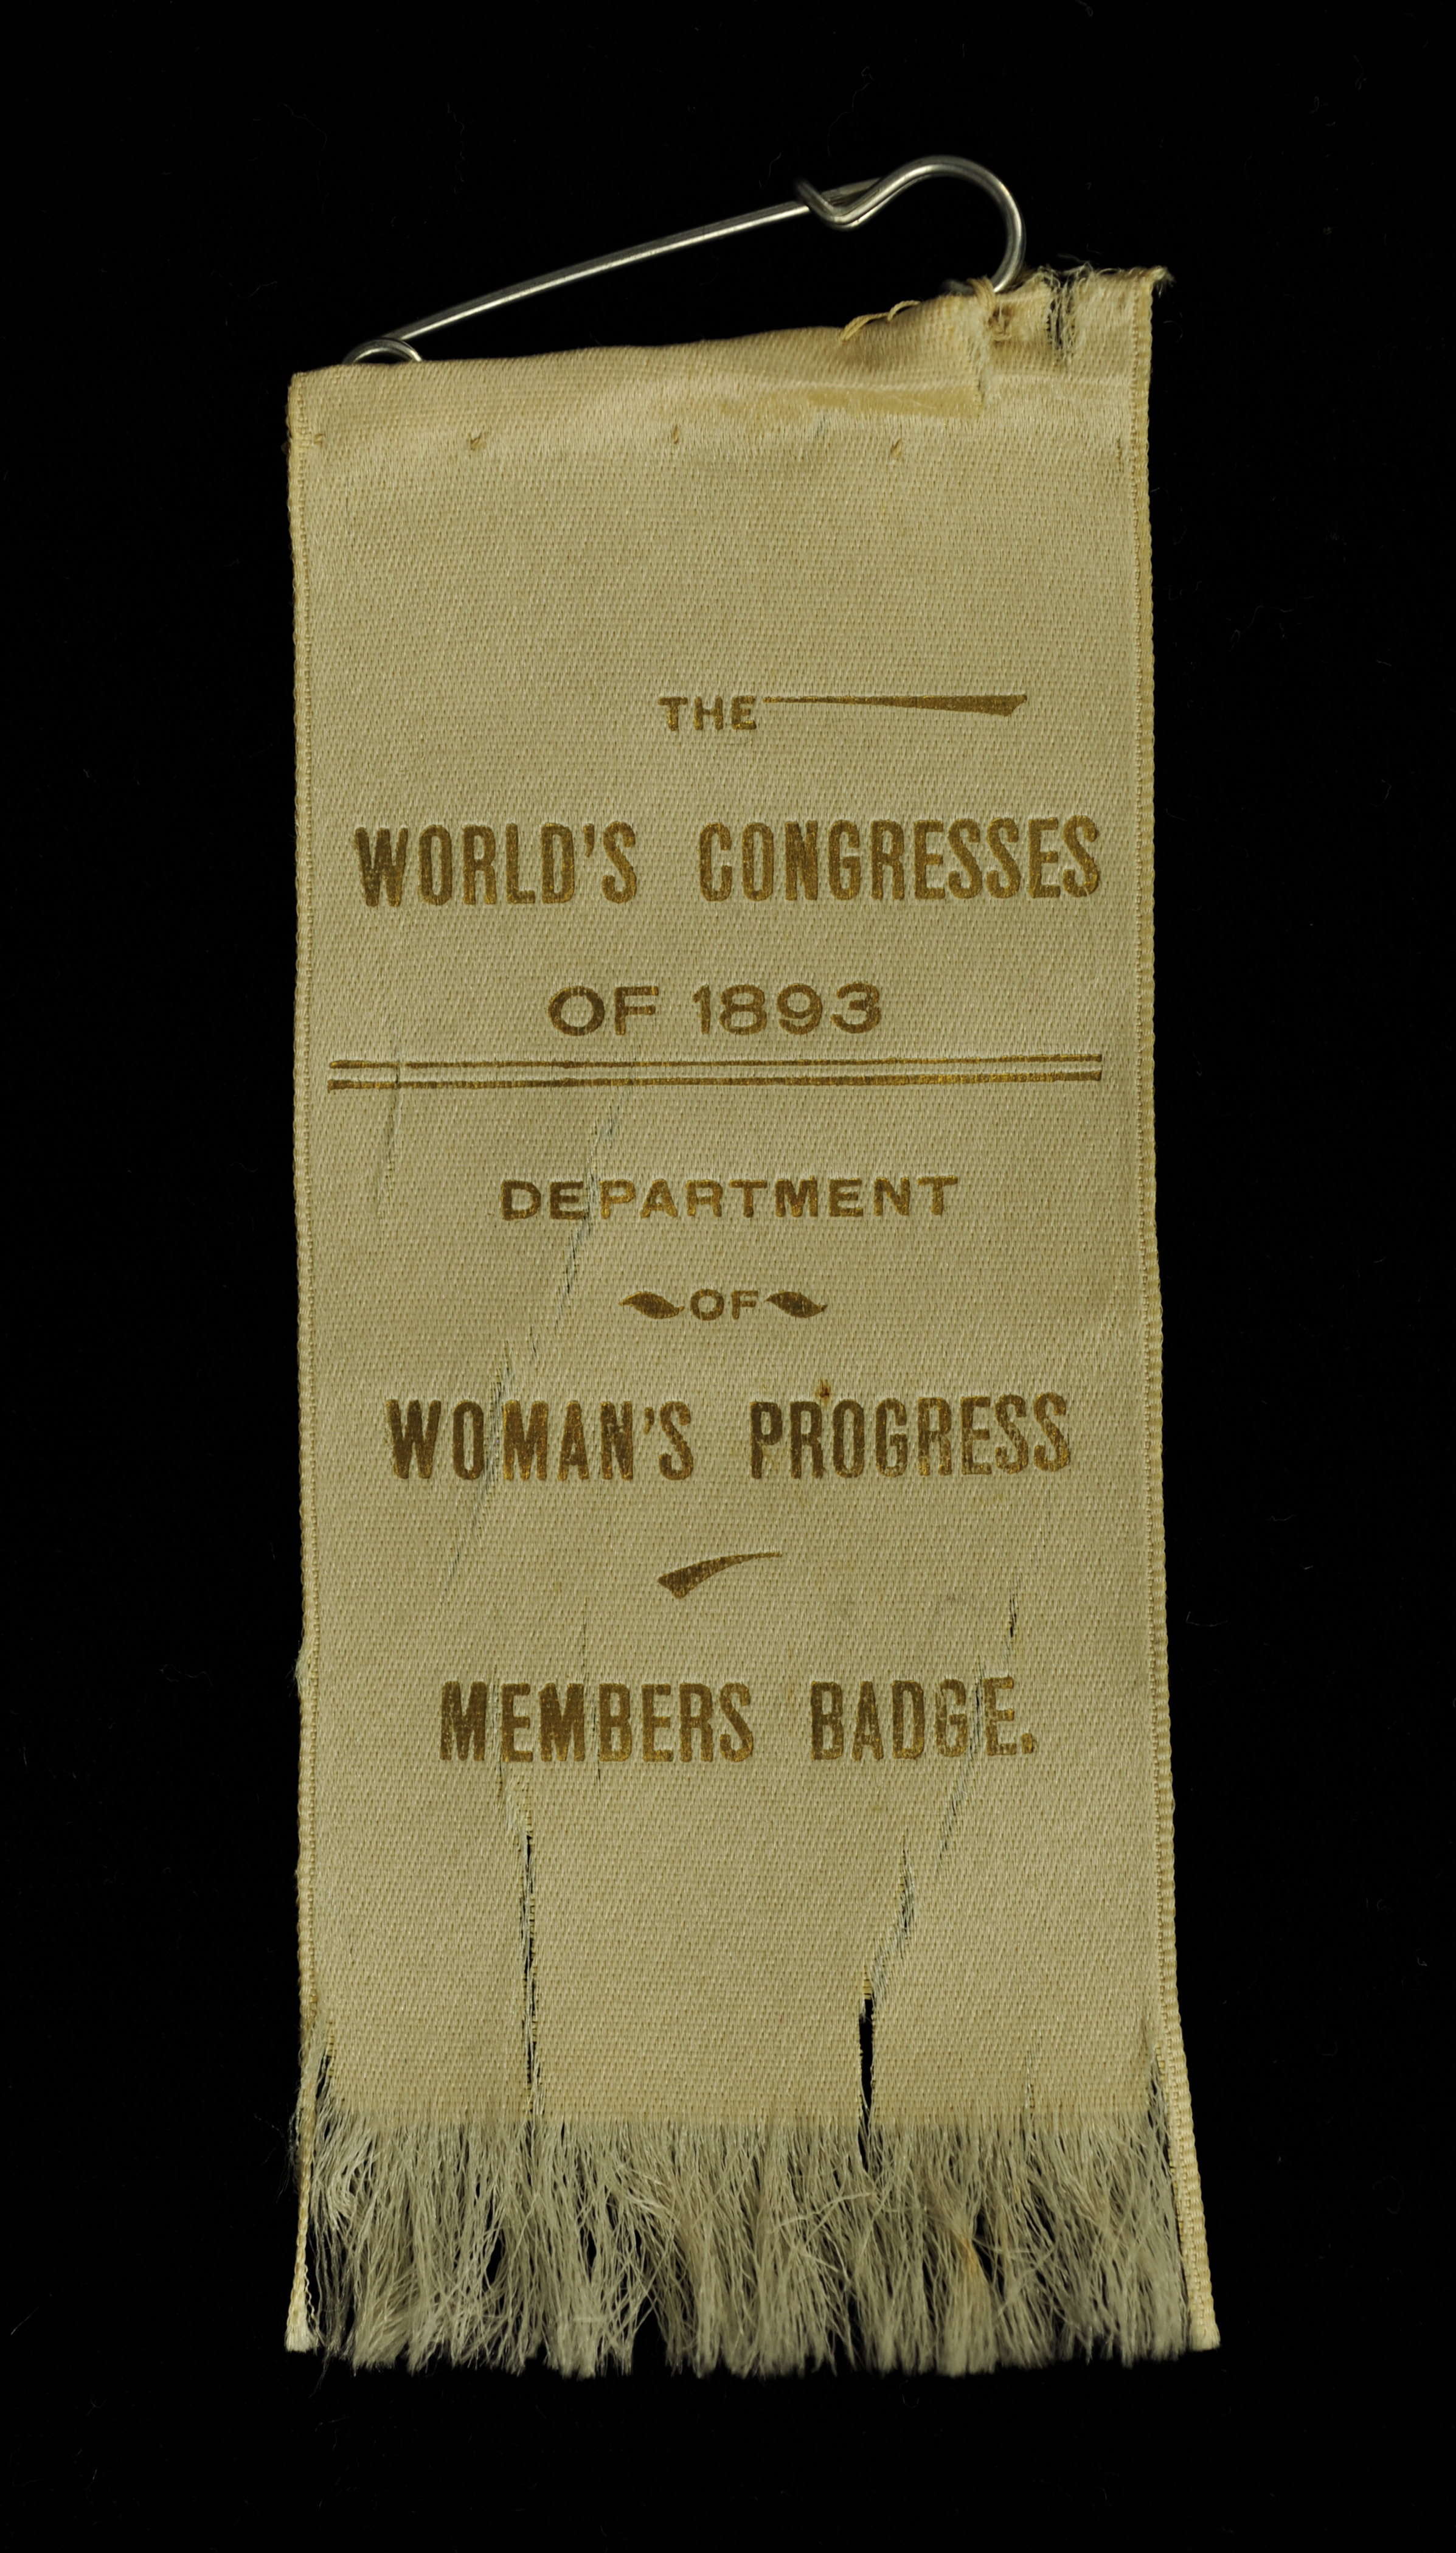 THE
WORLD'S CONGRESSES
OF 1893
DEPARTMENT
OF
WOMAN'S PROGRESS
MEMBERS BADGE.